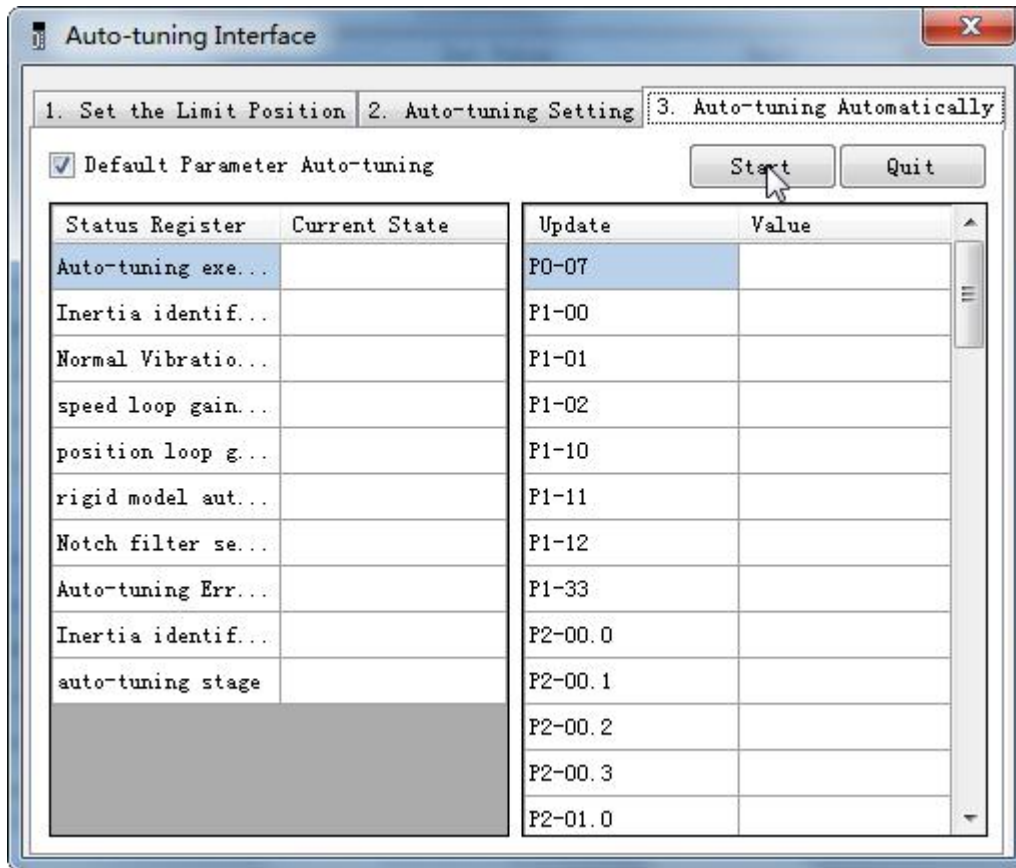 Auto-tuning Interface
1. Set the Limit Position 2. Auto-tuning Setting 3. Auto-tuning Automatically
Default Parameter Auto-tuning Start Quit
Status Register Current State Update Value
Auto-tuning exe... P0-07
Inertia identif... P1-00
Normal Vibratio... P1-01
speed loop gain... P1-02
position loop g... P1-10
rigid model aut... P1-11
Notch filter se... P1-12
Auto-tuning Err... P1-33
Inertia identif... P2-00.0
auto-tuning stage P2-00.1
P2-00.2
P2-00.3
P2-01.0